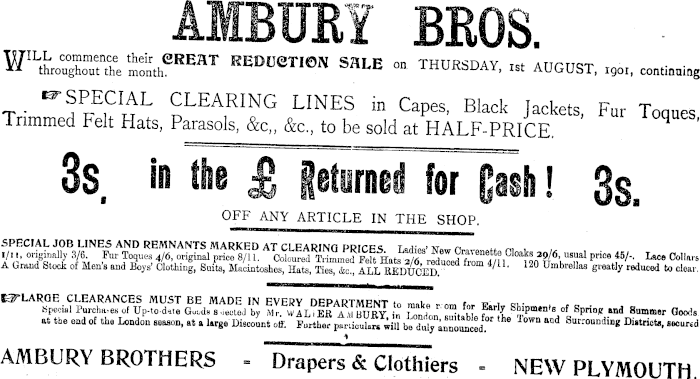 AMBURY BROS.
WILL commence their GREAT REDUCTION SALE on THURSDAY, 1st AUGUST, 1901, continuing
throughout the month.
☞SPECIAL CLEARING LINES in Capes, Black Jackets, Fur Toques,
Trimmed Felt Hats, Parasols, &c,, &c., to be sold at HALF-PRICE.
3s. in the £ Returned for Cash! 3s.
OFF ANY ARTICLE IN THE SHOP.
SPECIAL JOB LINES AND REMNANTS MARKED AT CLEARING PRICES. Ladies' New Cravenette Cloaks 29/6, usual price 45/-. Lace Collars
1/11, originally 3/6. Fur Toques 4/6, original price 8/11. Coloured Trimmed Felt Hats 2/6, reduced from 4/11. 120 Umbrellas greatly reduced to clear.
A Grand Stock of Men's and Boys' Clothing, Suits, Macintoshes, Hats, Ties, &c., ALL REDUCED.
☞LARGE CLEARANCES MUST BE MADE IN EVERY DEPARTMENT to make room for Early Shipments of Spring and Summer Goods
Special Purchases of Up-to-date Goods selected by Mr. WALTER AMBURY, in London, suitable for the Town and Surrounding Districts, secured
at the end of the London season, at a large Discount off. Further particulars will be duly announced.
AMBURY BROTHERS - Drapers & Clothiers - NEW PLYMOUTH.